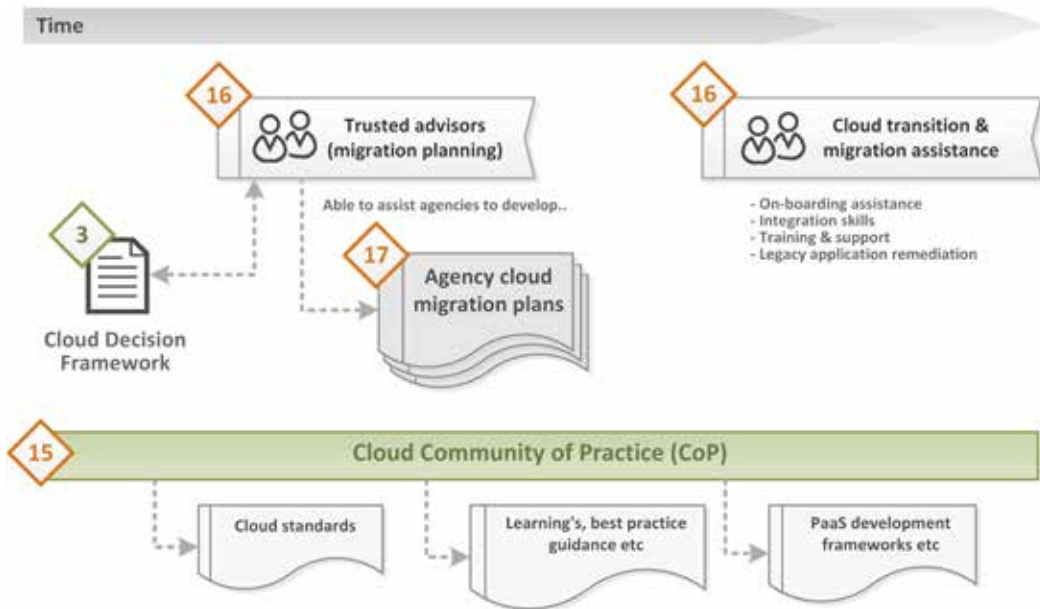 Time
16
Trusted advisors
(migration planning)
16
Cloud transition &
migration assistance
Able to assist agencies to develop..
- On-boarding assistance
- Integration skills
- Training & support
- Legacy application remediation
3
Cloud Decision
Framework
17
Agency cloud
migration plans
15
Cloud Community of Practice (CoP)
Cloud standards
Learning's, best practice
guidance etc
PaaS development
frameworks etc